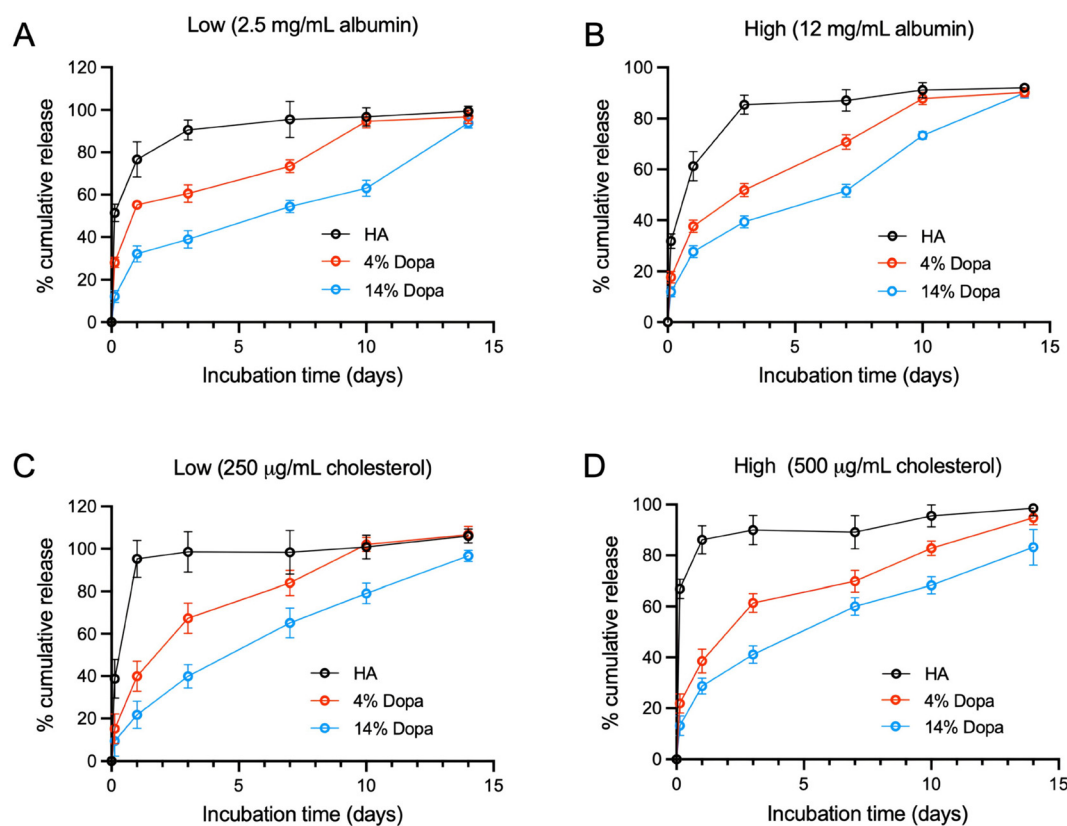 A
Low (2.5 mg/mL albumin)
% cumulative release
120
100
80
60
40
20
0
HA
4% Dopa
14% Dopa
0
5
10
15
Incubation time (days)
B
High (12 mg/mL albumin)
% cumulative release
100
80
60
40
20
0
HA
4% Dopa
14% Dopa
0
5
10
15
Incubation time (days)
C
Low (250 μg/mL cholesterol)
% cumulative release
120
100
80
60
40
20
0
HA
4% Dopa
14% Dopa
0
5
10
15
Incubation time (days)
D
High (500 μg/mL cholesterol)
% cumulative release
100
80
60
40
20
0
HA
4% Dopa
14% Dopa
0
5
10
15
Incubation time (days)